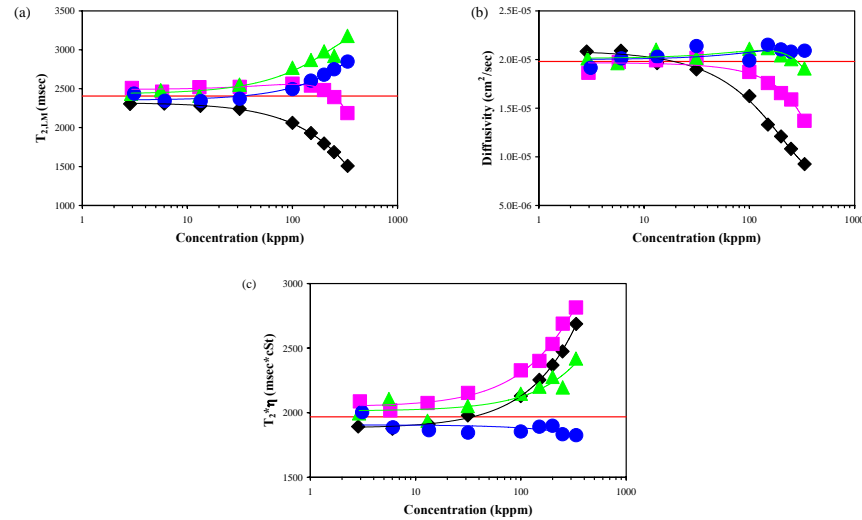 (a)
3500
3000
2500
2000
1500
1000
T2,LM (msec)
1 10 100 1000
Concentration (kppm)
(b)
2.5E-05
2.0E-05
1.5E-05
1.0E-05
5.0E-06
Diffusivity (cm²/sec)
1 10 100 1000
Concentration (kppm)
(c)
3000
2500
2000
1500
T2*η (msec*cSt)
1 10 100 1000
Concentration (kppm)